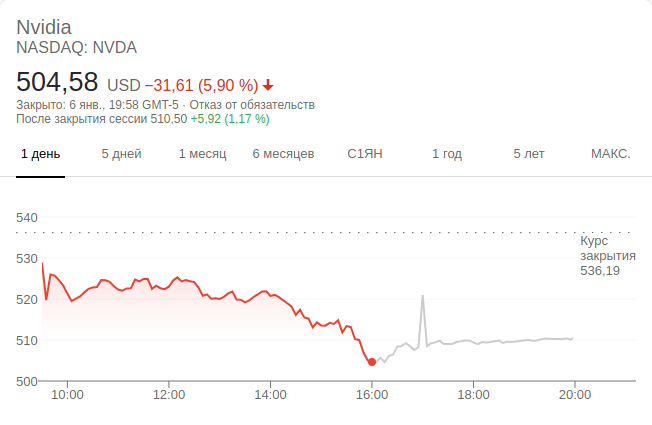 Nvidia
NASDAQ: NVDA
504,58 USD −31,61 (5,90 %)
Закрыто: 6 янв., 19:58 GMT-5 · Отказ от обязательств
После закрытия сессии 510,50 +5,92 (1,17 %)
1 день 5 дней 1 месяц 6 месяцев С1ЯН 1 год 5 лет МАКС.
540
Курс
закрытия
536,19
530
520
510
500
10:00 12:00 14:00 16:00 18:00 20:00